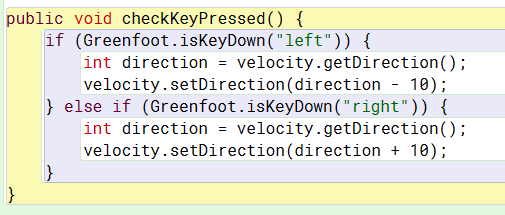 public void checkKeyPressed() {
if (Greenfoot.isKeyDown("left")) {
int direction = velocity.getDirection();
velocity.setDirection(direction - 10);
} else if (Greenfoot.isKeyDown("right")) {
int direction = velocity.getDirection();
velocity.setDirection(direction + 10);
}
}